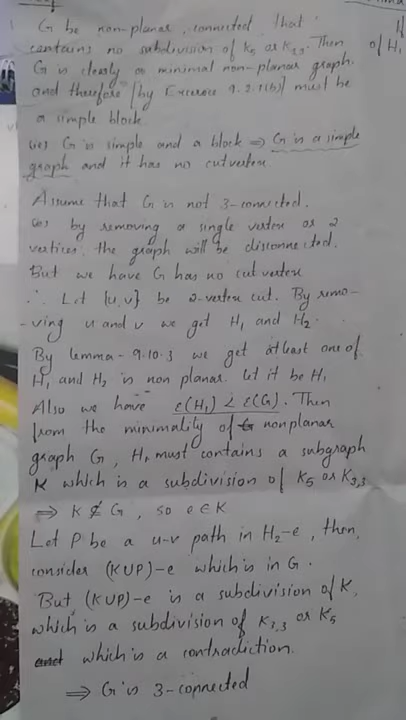 G be non-planar, connected, that
contains no subdivision of K5 or K3,3. Then
of H1
G is clearly a minimal non-planar graph.
and therefore [by Exercise 9.2.1(b)] must be
a simple block
(ie) G is simple and a block ⇒ G is a simple
graph and it has no cut vertex.
Assume that G is not 3-connected.
(ie) by removing a single vertex or 2
vertices, the graph will be disconnected.
But we have G has no cut vertex
∴ Let {u,v} be 2-vertex cut. By remo-
-ving u and v we get H1 and H2.
By lemma-9.10.3 we get atleast one of
H1 and H2 is non planar. Let it be H1
Also we have ε(H1) < ε(G). Then
from the minimality of nonplanar
graph G, H1 must contains a subgraph
K which is a subdivision of K5 or K3,3
⇒ K ⊄ G, so e ∈ K
Let P be a u-v path in H2-e, then,
consider (KUP)-e which is in G.
But (KUP)-e is a subdivision of K,
which is a subdivision of K3,3 or K5
which is a contradiction.
⇒ G is 3-connected